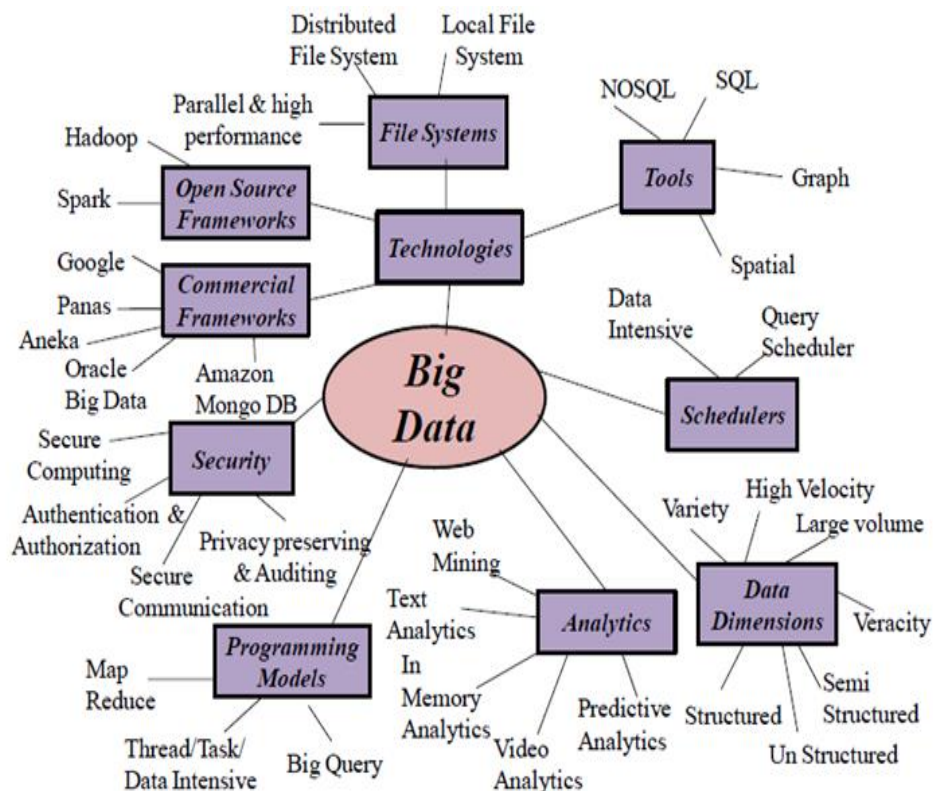 Distributed
File System
Local File
System
Parallel & high
performance
File Systems
NOSQL
SQL
Tools
Graph
Spatial
Hadoop
Spark
Open Source
Frameworks
Technologies
Google
Panas
Aneka
Oracle
Big Data
Commercial
Frameworks
Amazon
Mongo DB
Big
Data
Data
Intensive
Query
Scheduler
Schedulers
Secure
Computing
Security
Authentication &
Authorization
Privacy preserving
& Auditing
Secure
Communication
Programming
Models
Map
Reduce
Thread/Task/
Data Intensive
Big Query
Web
Mining
Text
Analytics
In
Memory
Analytics
Analytics
Video
Analytics
Predictive
Analytics
Variety
High Velocity
Large volume
Data
Dimensions
Veracity
Structured
Semi
Structured
Un Structured